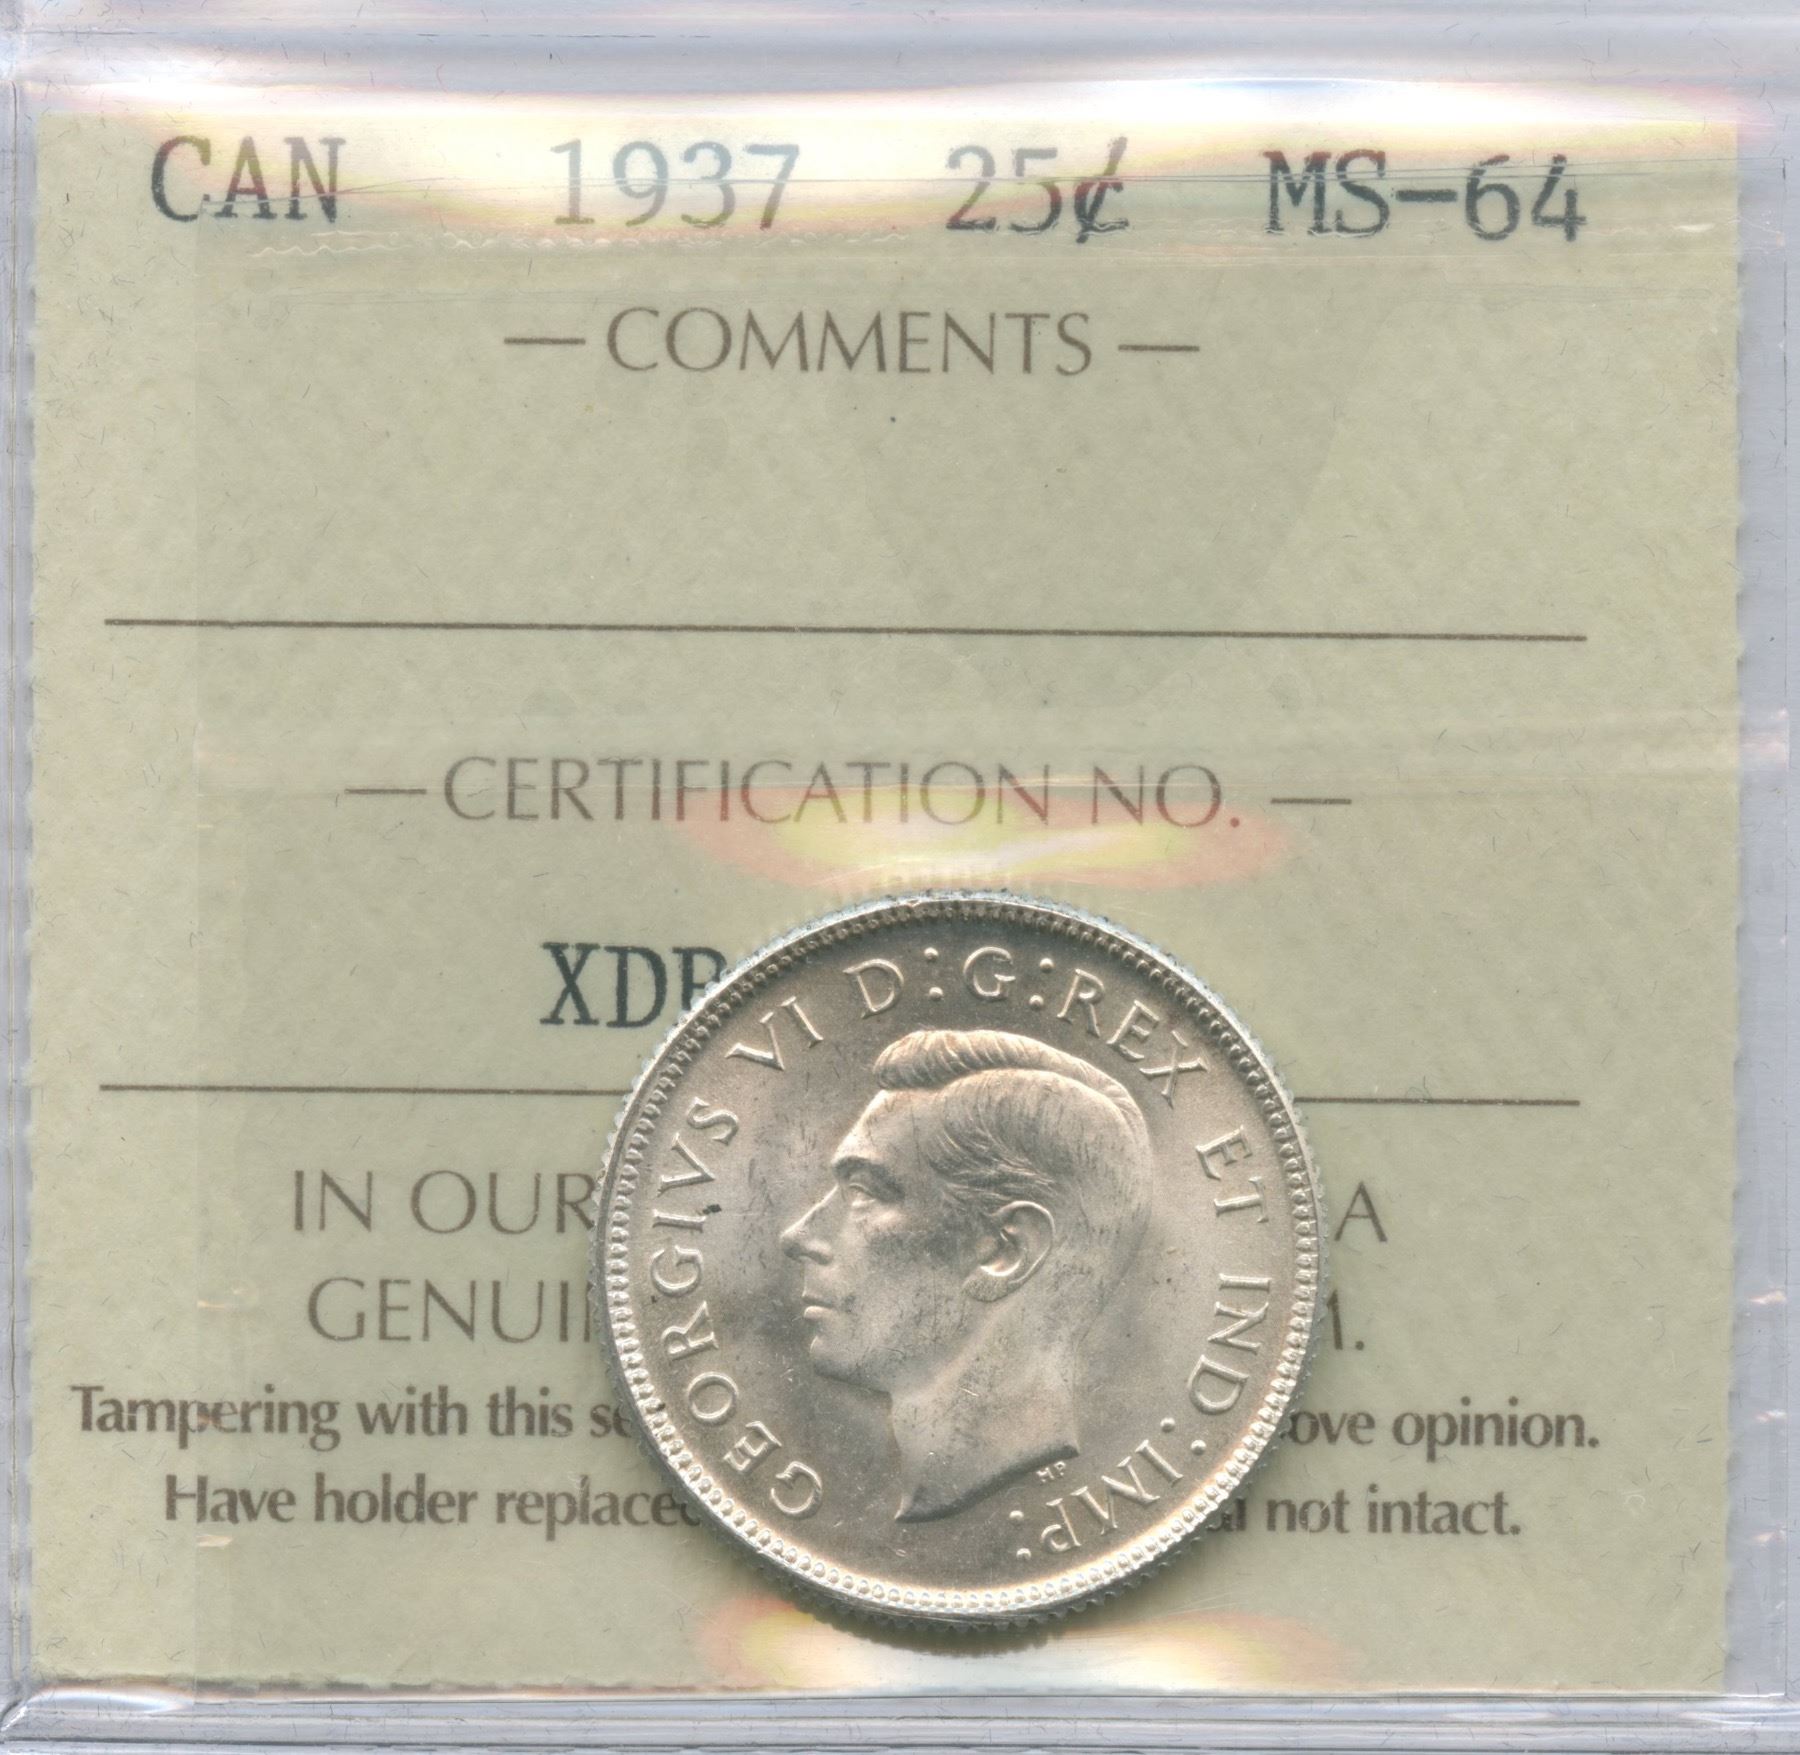 CAN 1937 25¢ MS-64
— COMMENTS —
— CERTIFICATION NO. —
XDB
IN OUR A
GENUI
Tampering with this se ove opinion.
Have holder replace not intact.
GEORGIVS VI D:G:REX ET IND:IMP:
HP